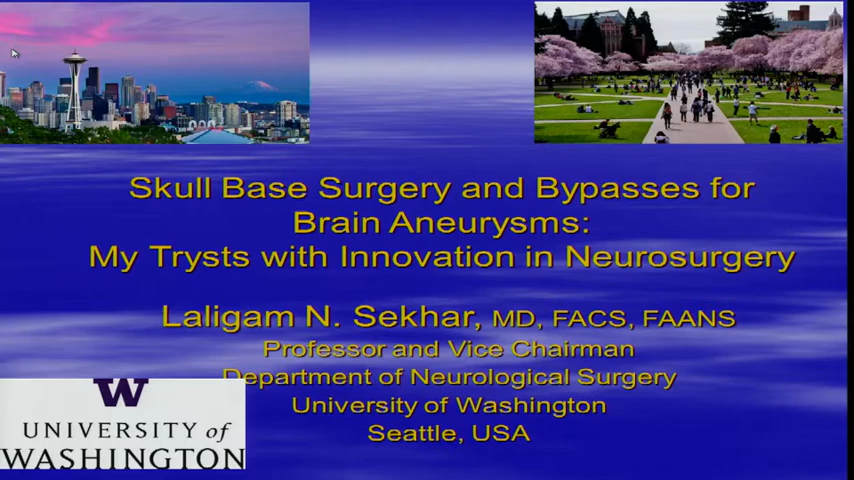 Skull Base Surgery and Bypasses for
Brain Aneurysms:
My Trysts with Innovation in Neurosurgery
Laligam N. Sekhar, MD, FACS, FAANS
Professor and Vice Chairman
Department of Neurological Surgery
University of Washington
Seattle, USA
W
UNIVERSITY of
WASHINGTON